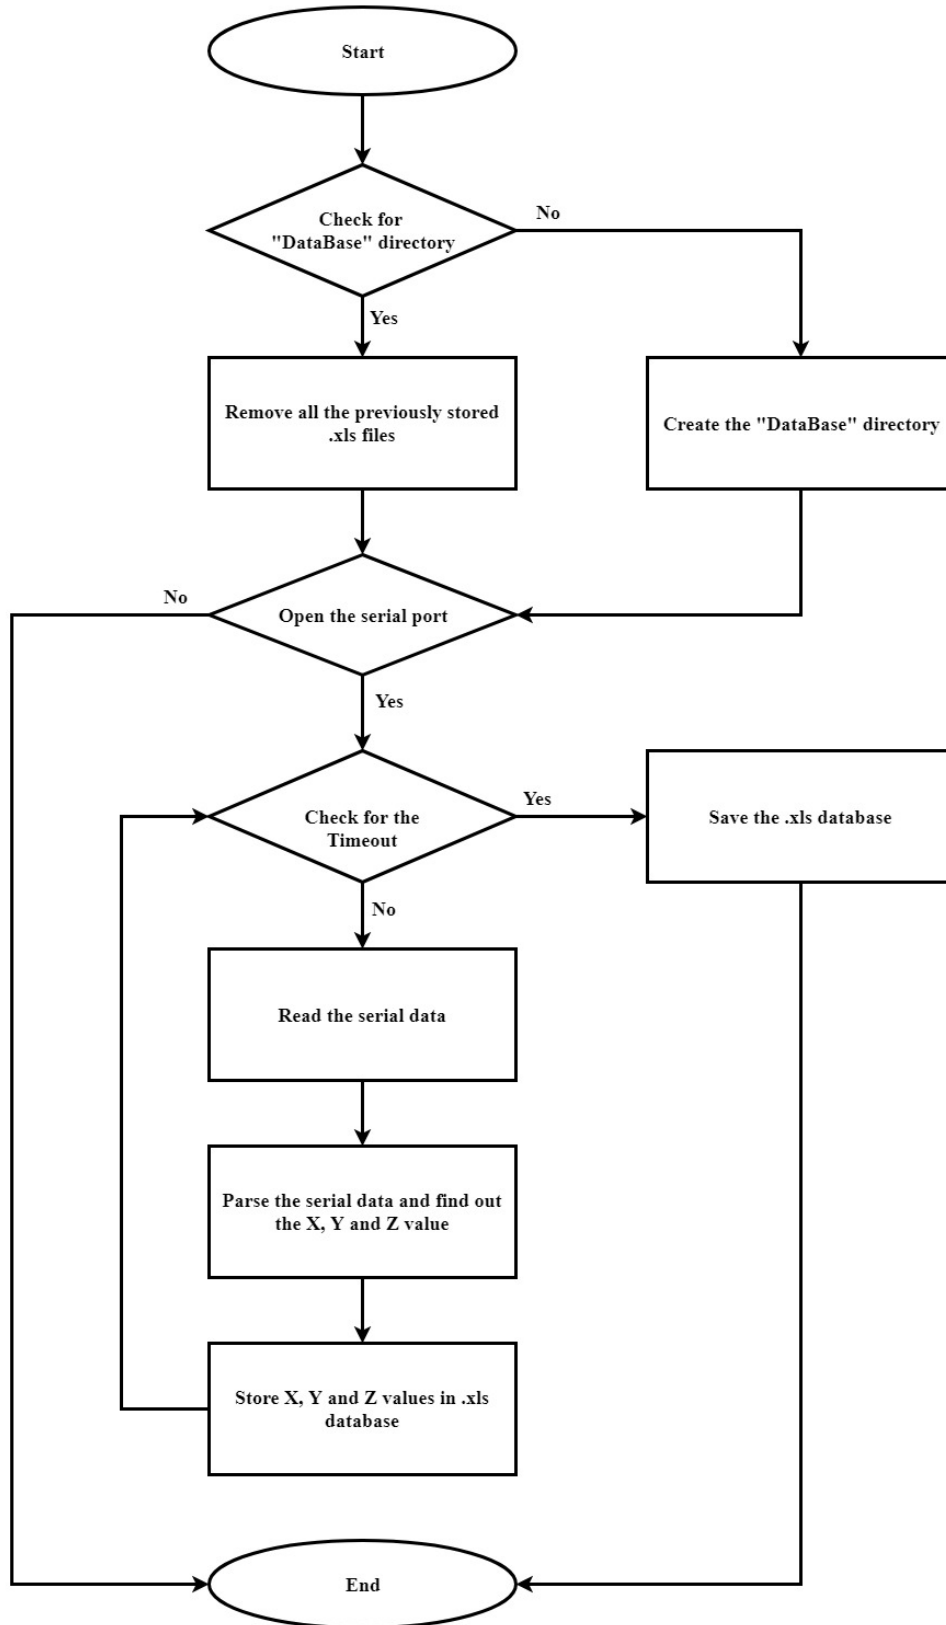 Start
Check for
"DataBase" directory
No
Yes
Remove all the previously stored
.xls files
Create the "DataBase" directory
No
Open the serial port
Yes
Check for the
Timeout
Yes
Save the .xls database
No
Read the serial data
Parse the serial data and find out
the X, Y and Z value
Store X, Y and Z values in .xls
database
End